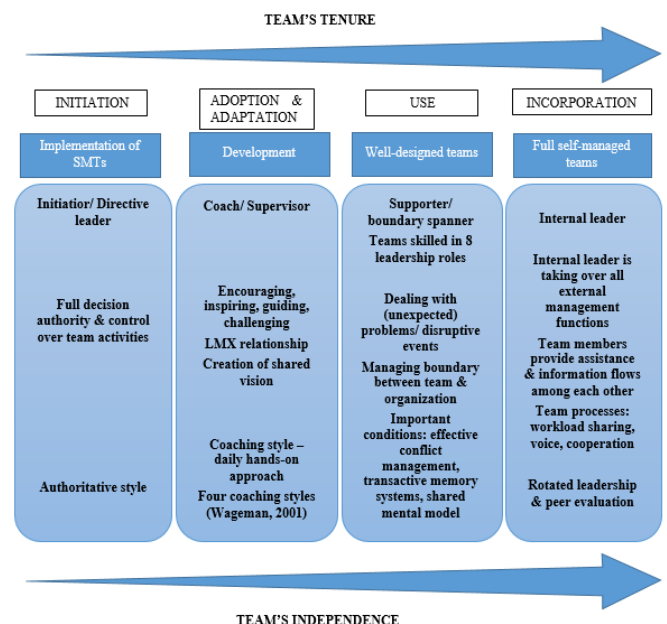 TEAM'S TENURE
INITIATION
ADOPTION &
ADAPTATION
USE
INCORPORATION
Implementation of
SMTs
Development
Well-designed teams
Full self-managed
teams
Initiatior/ Directive
leader
Full decision
authority & control
over team activities
Authoritative style
Coach/ Supervisor
Encouraging,
inspiring, guiding,
challenging
LMX relationship
Creation of shared
vision
Coaching style –
daily hands-on
approach
Four coaching styles
(Wageman, 2001)
Supporter/
boundary spanner
Teams skilled in 8
leadership roles
Dealing with
(unexpected)
problems/ disruptive
events
Managing boundary
between team &
organization
Important
conditions: effective
conflict
management,
transactive memory
systems, shared
mental model
Internal leader
Internal leader is
taking over all
external
management
functions
Team members
provide assistance
& information flows
among each other
Team processes:
workload sharing,
voice, cooperation
Rotated leadership
& peer evaluation
TEAM'S INDEPENDENCE